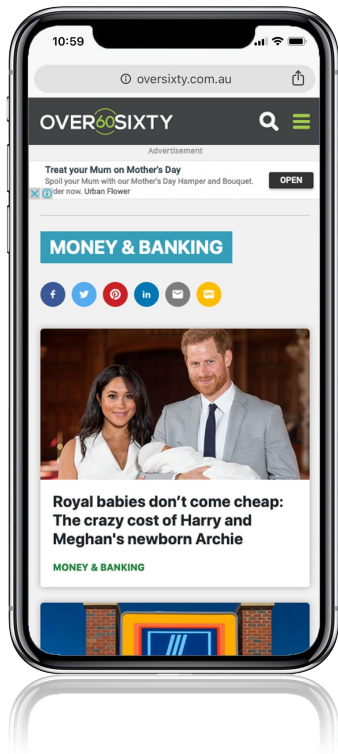 10:59
oversixty.com.au
OVER60SIXTY
Advertisement
Treat your Mum on Mother's Day
Spoil your Mum with our Mother's Day Hamper and Bouquet.
der now. Urban Flower
OPEN
MONEY & BANKING
f
in
Royal babies don't come cheap:
The crazy cost of Harry and
Meghan's newborn Archie
MONEY & BANKING